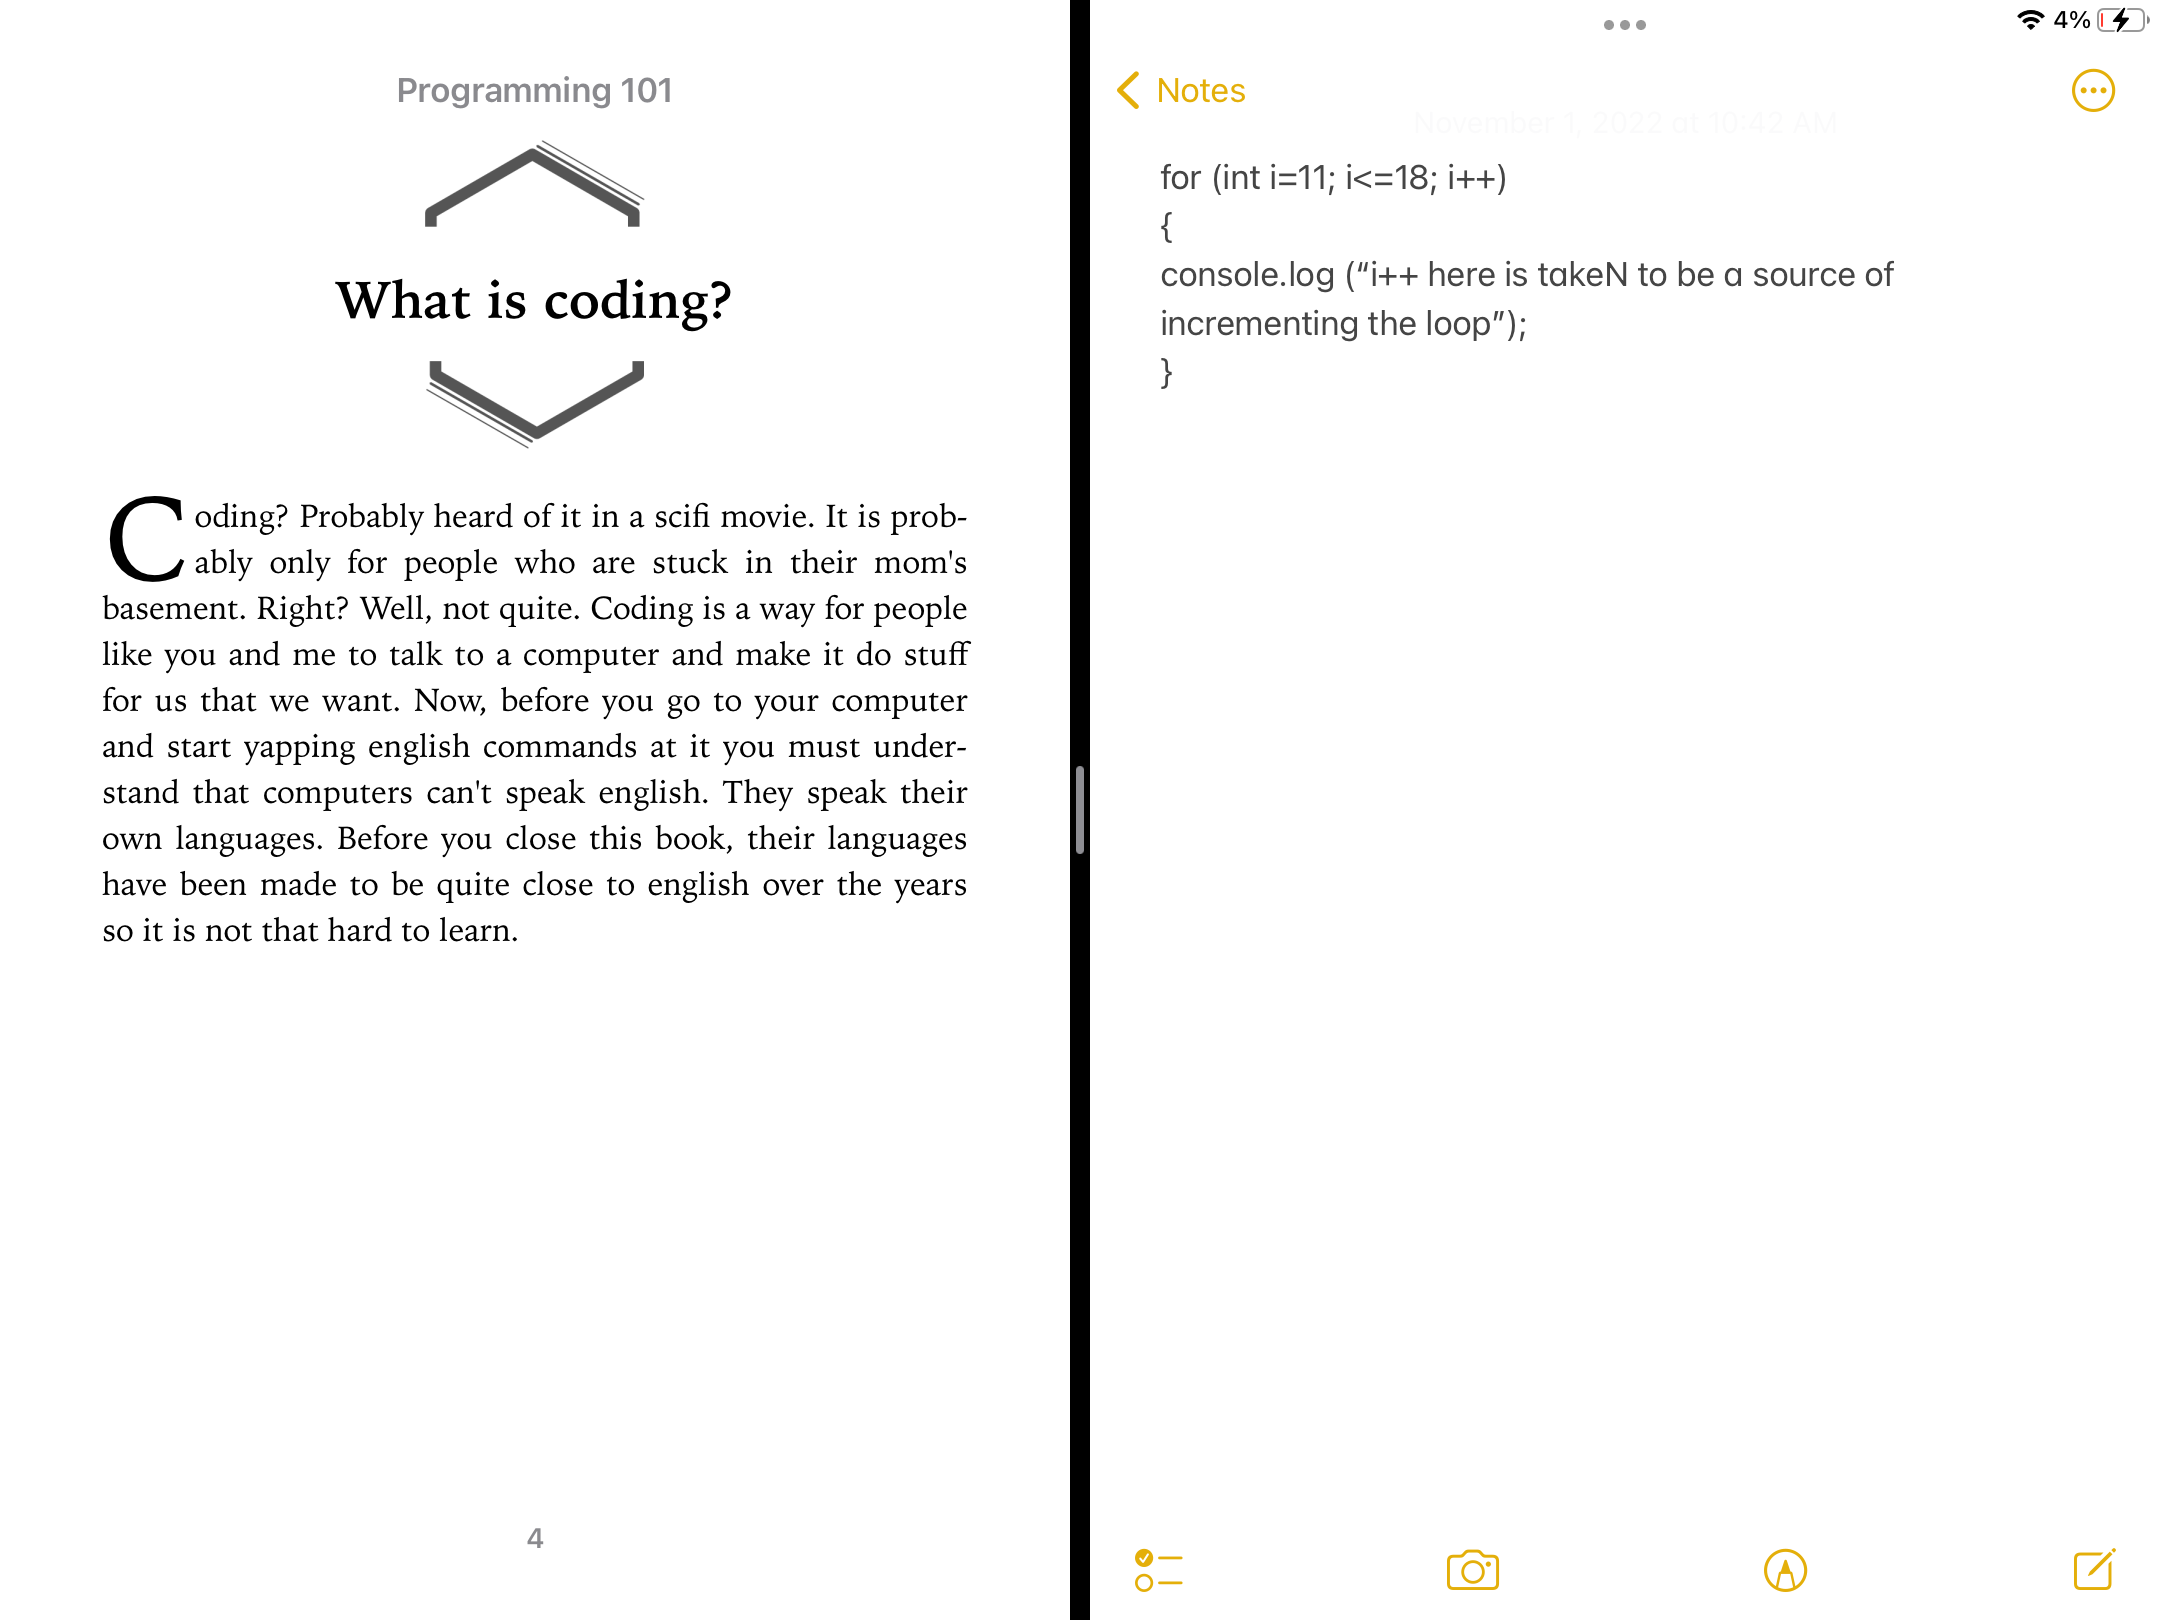 Programming 101
What is coding?
Coding? Probably heard of it in a scifi movie. It is prob-
ably only for people who are stuck in their mom's
basement. Right? Well, not quite. Coding is a way for people
like you and me to talk to a computer and make it do stuff
for us that we want. Now, before you go to your computer
and start yapping english commands at it you must under-
stand that computers can't speak english. They speak their
own languages. Before you close this book, their languages
have been made to be quite close to english over the years
so it is not that hard to learn.
4
4%
Notes
November 1, 2022 at 10:42 AM
for (int i=11; i<=18; i++)
{
console.log (“i++ here is takeN to be a source of
incrementing the loop”);
}